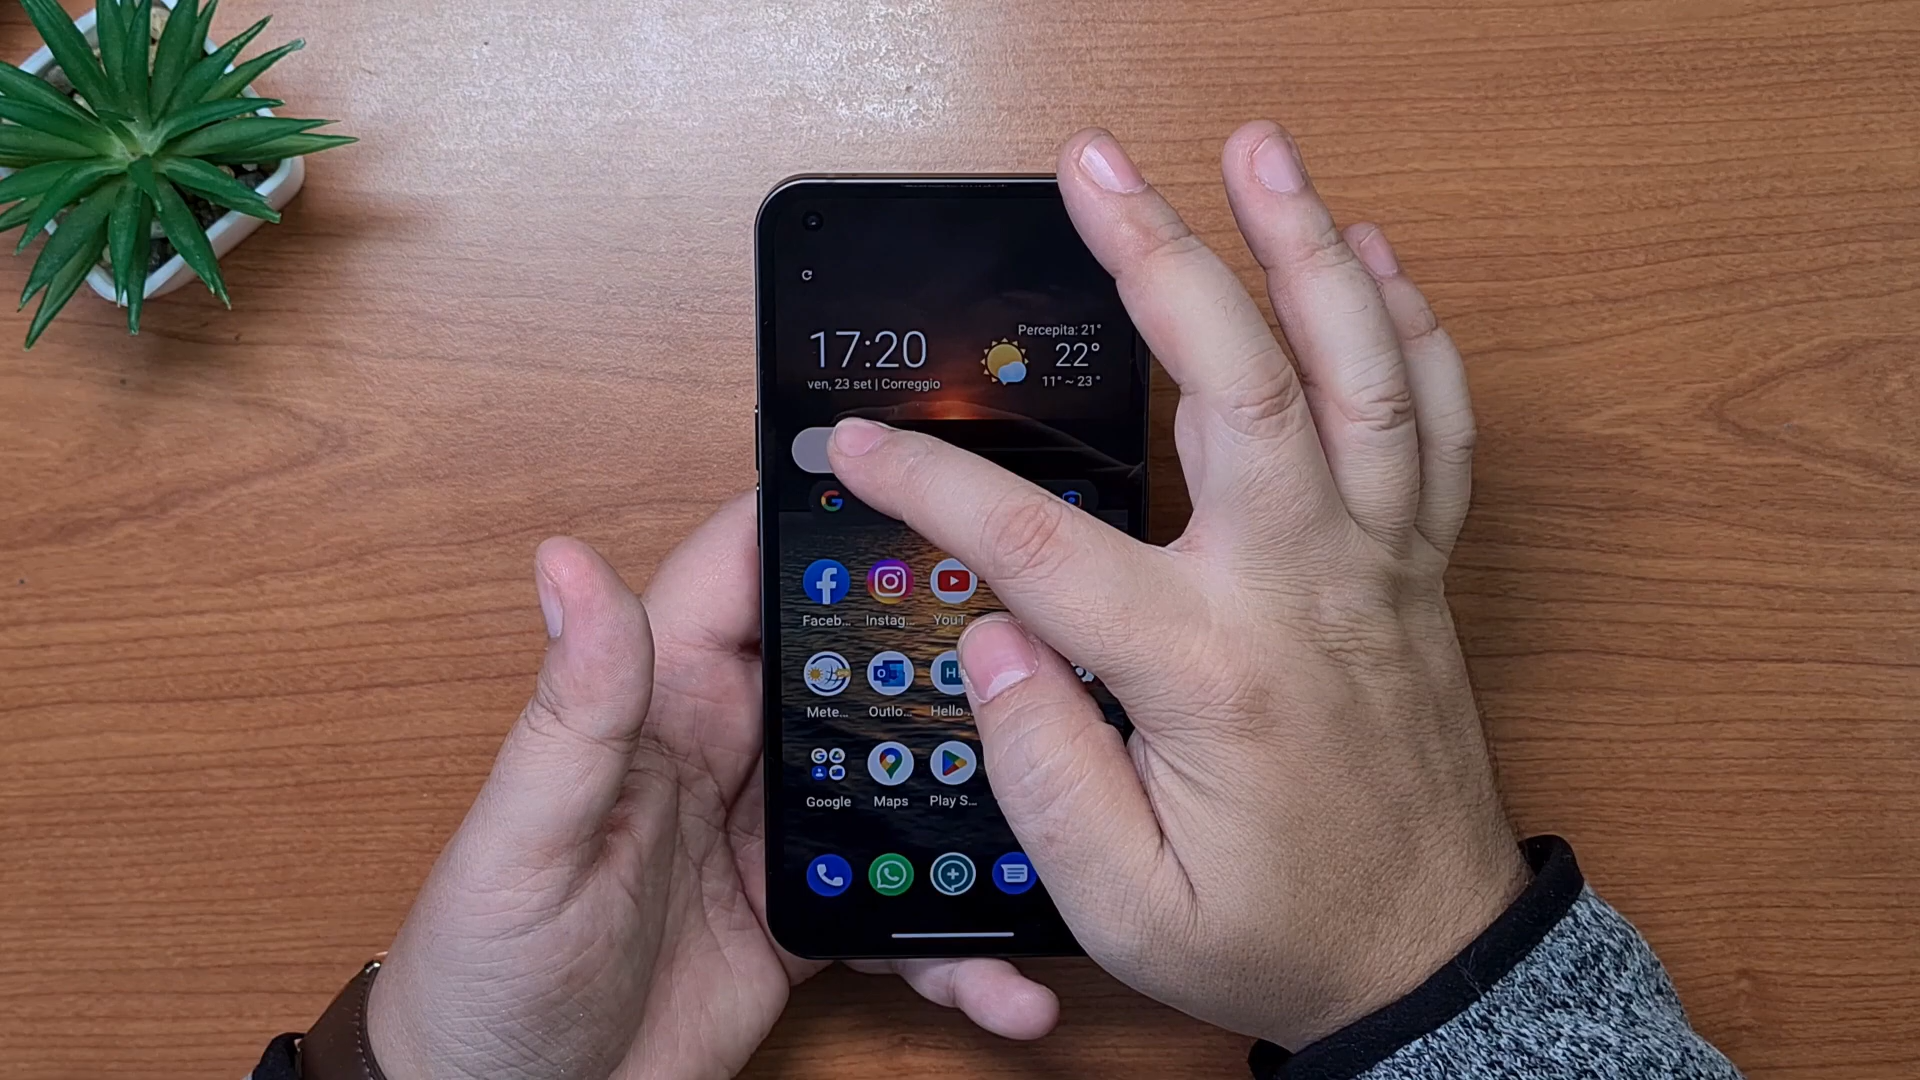 17:20
ven, 23 set | Correggio
Percepita: 21°
22°
11° ~ 23 °
G
Faceb...
Instag...
YouT
Mete...
Outlo...
Hello
Google
Maps
Play S...